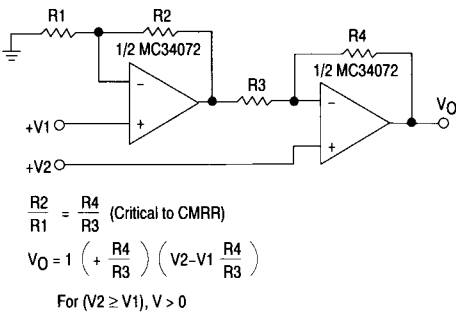 R1
R2
1/2 MC34072
R4
1/2 MC34072
R3
VO
−
+
−
+
+V1
+V2
R2/R1 = R4/R3 (Critical to CMRR)
VO = 1 ( + R4/R3 ) ( V2−V1 R4/R3 )
For (V2 ≥ V1), V > 0